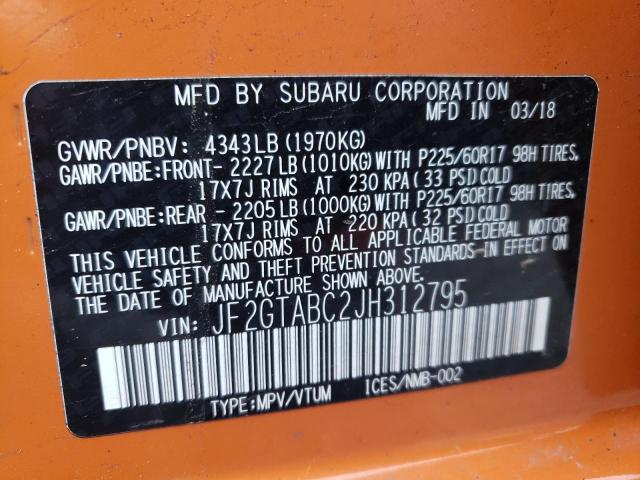 MFD BY SUBARU CORPORATION
MFD IN 03/18
GVWR/PNBV: 4343LB (1970KG)
GAWR/PNBE:FRONT- 2227LB (1010KG) WITH P225/60R17 98H TIRES,
17X7J RIMS AT 230 KPA (33 PSI) COLD
GAWR/PNBE:REAR - 2205LB (1000KG) WITH P225/60R17 98H TIRES,
17X7J RIMS AT 220 KPA (32 PSI) COLD
THIS VEHICLE CONFORMS TO ALL APPLICABLE FEDERAL MOTOR
VEHICLE SAFETY AND THEFT PREVENTION STANDARDS IN EFFECT ON
THE DATE OF MANUFACTURE SHOWN ABOVE.
VIN: JF2GTABC2JH312795
TYPE:MPV/VTUM ICES/NMB-002